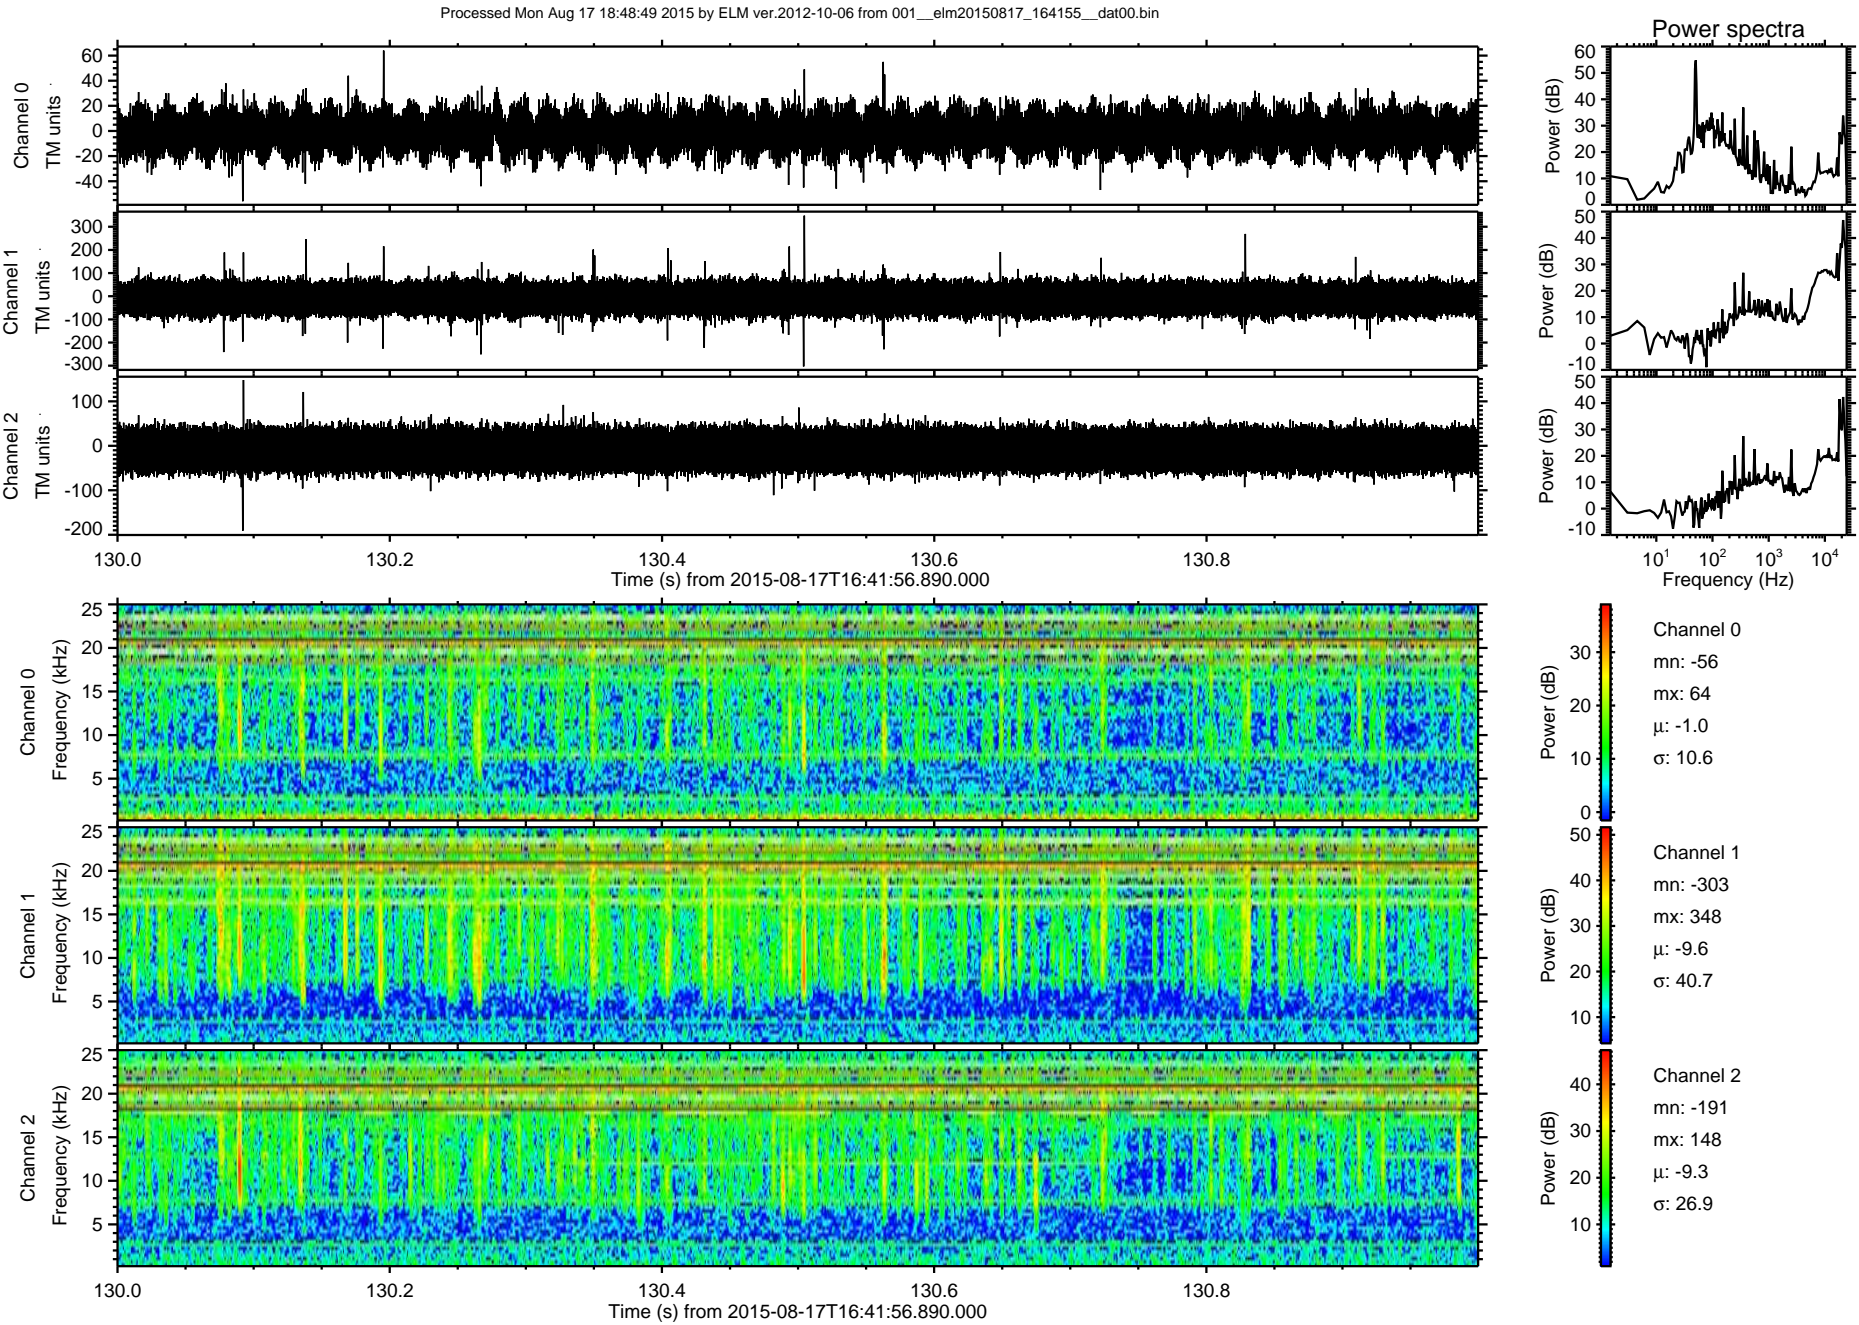 Processed Mon Aug 17 18:48:49 2015 by ELM ver.2012-10-06 from 001__elm20150817_164155__dat00.bin
Power spectra
Channel 0
TM units
60
40
20
0
-20
-40
Power (dB)
60
50
40
30
20
10
0
Channel 1
TM units
300
200
100
0
-100
-200
-300
Power (dB)
50
40
30
20
10
0
-10
Channel 2
TM units
100
0
-100
-200
Power (dB)
50
40
30
20
10
0
-10
130.0 130.2 130.4 130.6 130.8
Time (s) from 2015-08-17T16:41:56.890.000
10¹ 10² 10³ 10⁴
Frequency (Hz)
Channel 0
Frequency (kHz)
25
20
15
10
5
Power (dB)
30
20
10
0
Channel 0
mn: -56
mx: 64
µ: -1.0
σ: 10.6
Channel 1
Frequency (kHz)
25
20
15
10
5
Power (dB)
50
40
30
20
10
Channel 1
mn: -303
mx: 348
µ: -9.6
σ: 40.7
Channel 2
Frequency (kHz)
25
20
15
10
5
Power (dB)
40
30
20
10
Channel 2
mn: -191
mx: 148
µ: -9.3
σ: 26.9
130.0 130.2 130.4 130.6 130.8
Time (s) from 2015-08-17T16:41:56.890.000